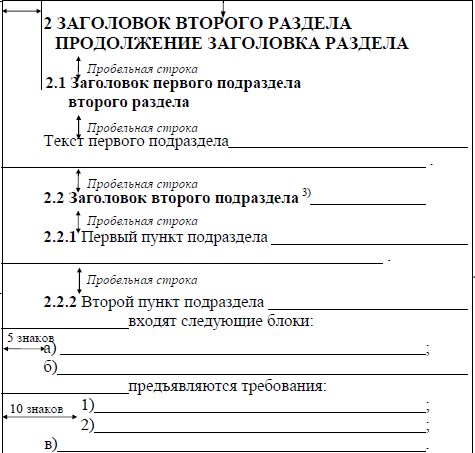 2 ЗАГОЛОВОК ВТОРОГО РАЗДЕЛА
ПРОДОЛЖЕНИЕ ЗАГОЛОВКА РАЗДЕЛА
Пробельная строка
2.1 Заголовок первого подраздела
второго раздела
Пробельная строка
Текст первого подраздела
.
Пробельная строка
2.2 Заголовок второго подраздела 3)
Пробельная строка
2.2.1 Первый пункт подраздела
.
Пробельная строка
2.2.2 Второй пункт подраздела
входят следующие блоки:
5 знаков
а) ;
б)
предъявляются требования:
10 знаков
1) ;
2) ;
в) .